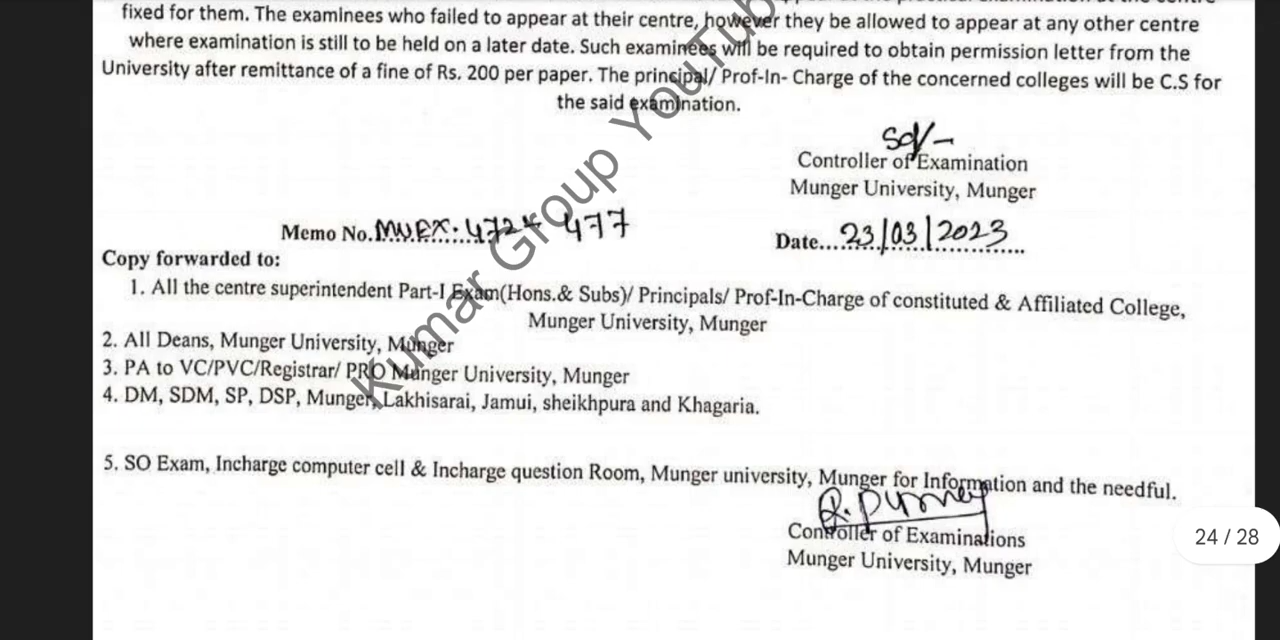 fixed for them. The examinees who failed to appear at their centre, however they be allowed to appear at any other centre
where examination is still to be held on a later date. Such examinees will be required to obtain permission letter from the
University after remittance of a fine of Rs. 200 per paper. The principal/ Prof-In- Charge of the concerned colleges will be C.S for
the said examination.
Sd/-
Controller of Examination
Munger University, Munger
Memo No. MUEX. 477
Date...23/03/2023
Copy forwarded to:
1. All the centre superintendent Part-I Exam(Hons.& Subs)/ Principals/ Prof-In-Charge of constituted & Affiliated College,
Munger University, Munger
2. All Deans, Munger University, Munger
3. PA to VC/PVC/Registrar/ PRO Munger University, Munger
4. DM, SDM, SP, DSP, Munger, Lakhisarai, Jamui, sheikhpura and Khagaria.
5. SO Exam, Incharge computer cell & Incharge question Room, Munger university, Munger for Information and the needful.
Controller of Examinations
Munger University, Munger
24 / 28
Kumar Group YouTub